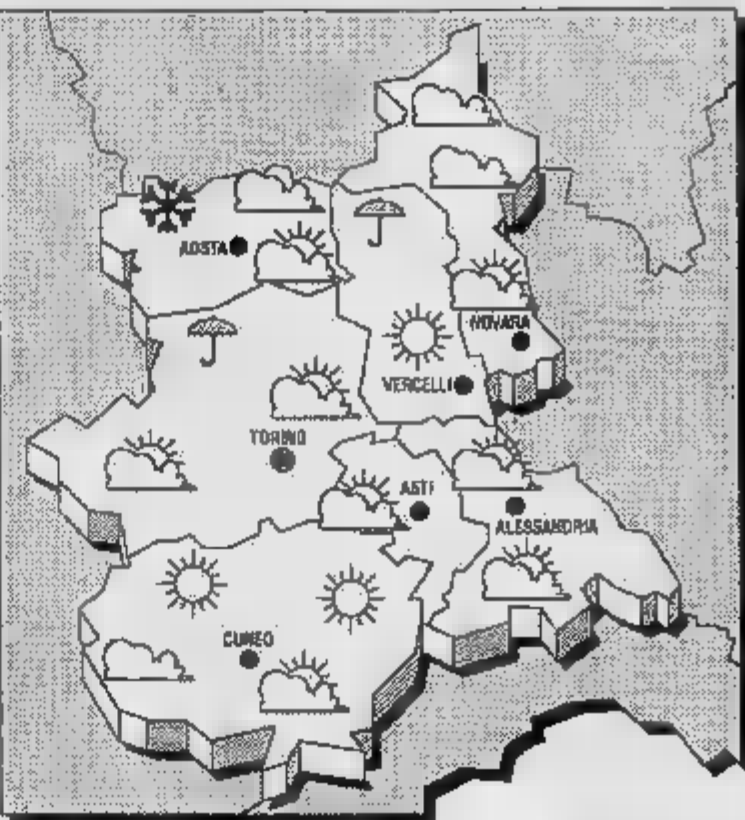 AOSTA
NOVARA
VERCELLI
TORINO
ASTI
ALESSANDRIA
CUNEO